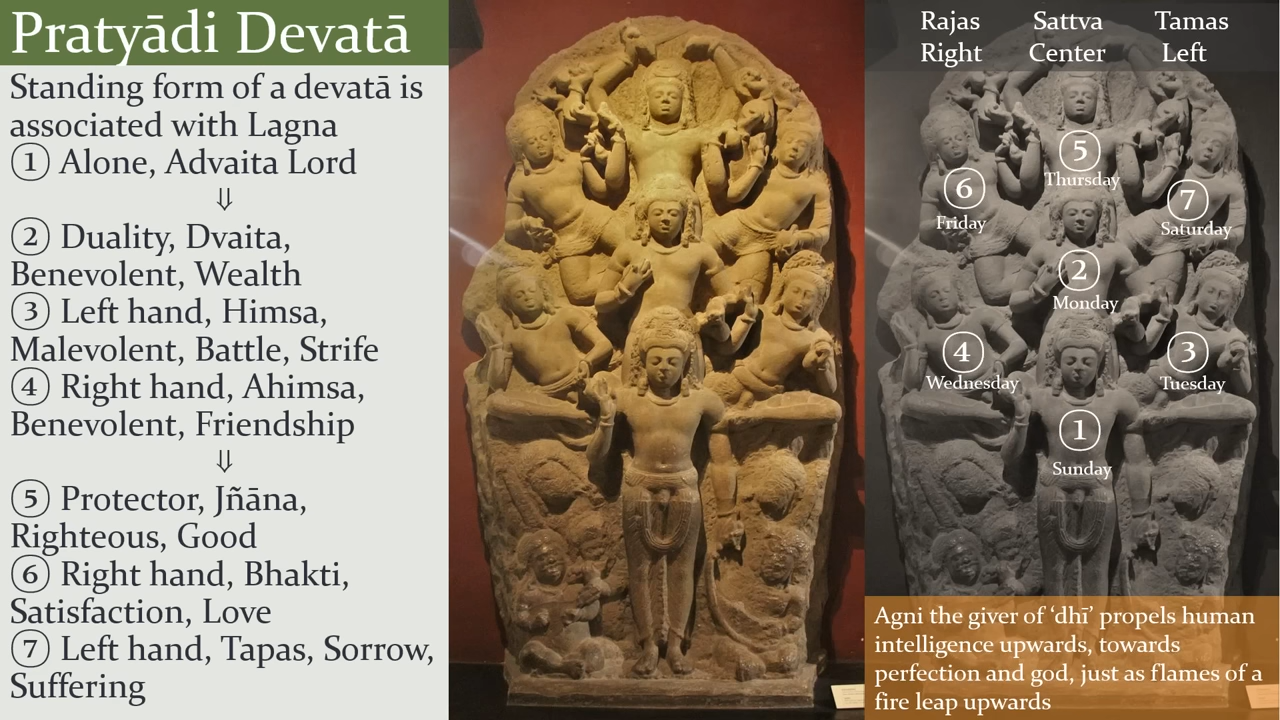 Pratyādi Devatā
Standing form of a devatā is
associated with Lagna
① Alone, Advaita Lord
⇓
② Duality, Dvaita,
Benevolent, Wealth
③ Left hand, Himsa,
Malevolent, Battle, Strife
④ Right hand, Ahimsa,
Benevolent, Friendship
⇓
⑤ Protector, Jñāna,
Righteous, Good
⑥ Right hand, Bhakti,
Satisfaction, Love
⑦ Left hand, Tapas, Sorrow,
Suffering
Rajas Sattva Tamas
Right Center Left
⑤
Thursday
⑥
Friday
⑦
Saturday
②
Monday
④
Wednesday
③
Tuesday
①
Sunday
Agni the giver of ‘dhī’ propels human
intelligence upwards, towards
perfection and god, just as flames of a
fire leap upwards